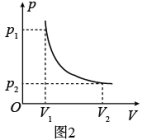 p
p₁
p₂
O V₁ V₂ V
图2